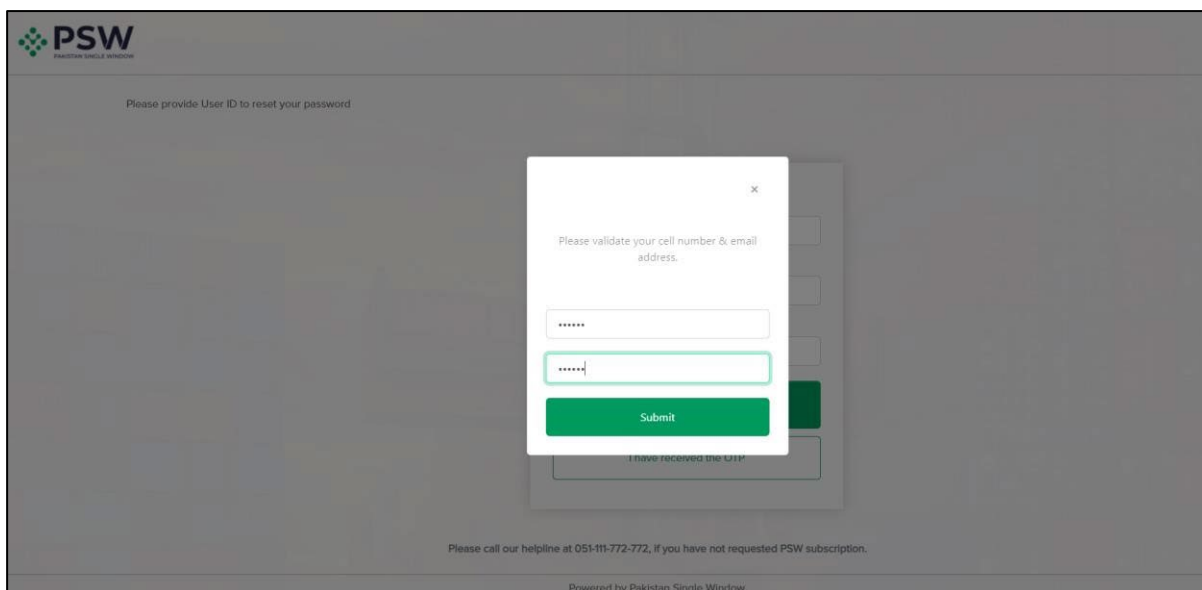 PSW
PAKISTAN SINGLE WINDOW
Please provide User ID to reset your password
×
Please validate your cell number & email
address.
••••••
••••••
Submit
I have received the OTP
Please call our helpline at 051-111-772-772, if you have not requested PSW subscription.
Powered by Pakistan Single Window